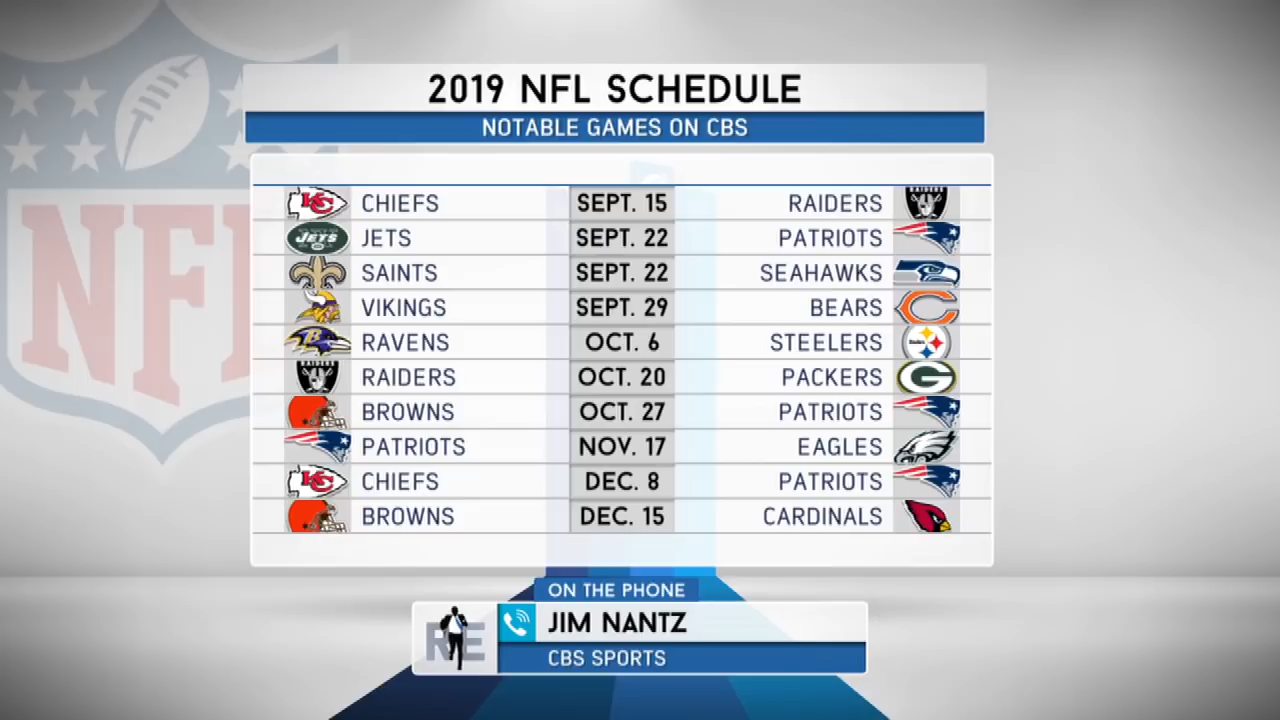 2019 NFL SCHEDULE
NOTABLE GAMES ON CBS
CHIEFS SEPT. 15 RAIDERS
JETS SEPT. 22 PATRIOTS
SAINTS SEPT. 22 SEAHAWKS
VIKINGS SEPT. 29 BEARS
RAVENS OCT. 6 STEELERS
RAIDERS OCT. 20 PACKERS
BROWNS OCT. 27 PATRIOTS
PATRIOTS NOV. 17 EAGLES
CHIEFS DEC. 8 PATRIOTS
BROWNS DEC. 15 CARDINALS
NFL
ON THE PHONE
RE JIM NANTZ
CBS SPORTS